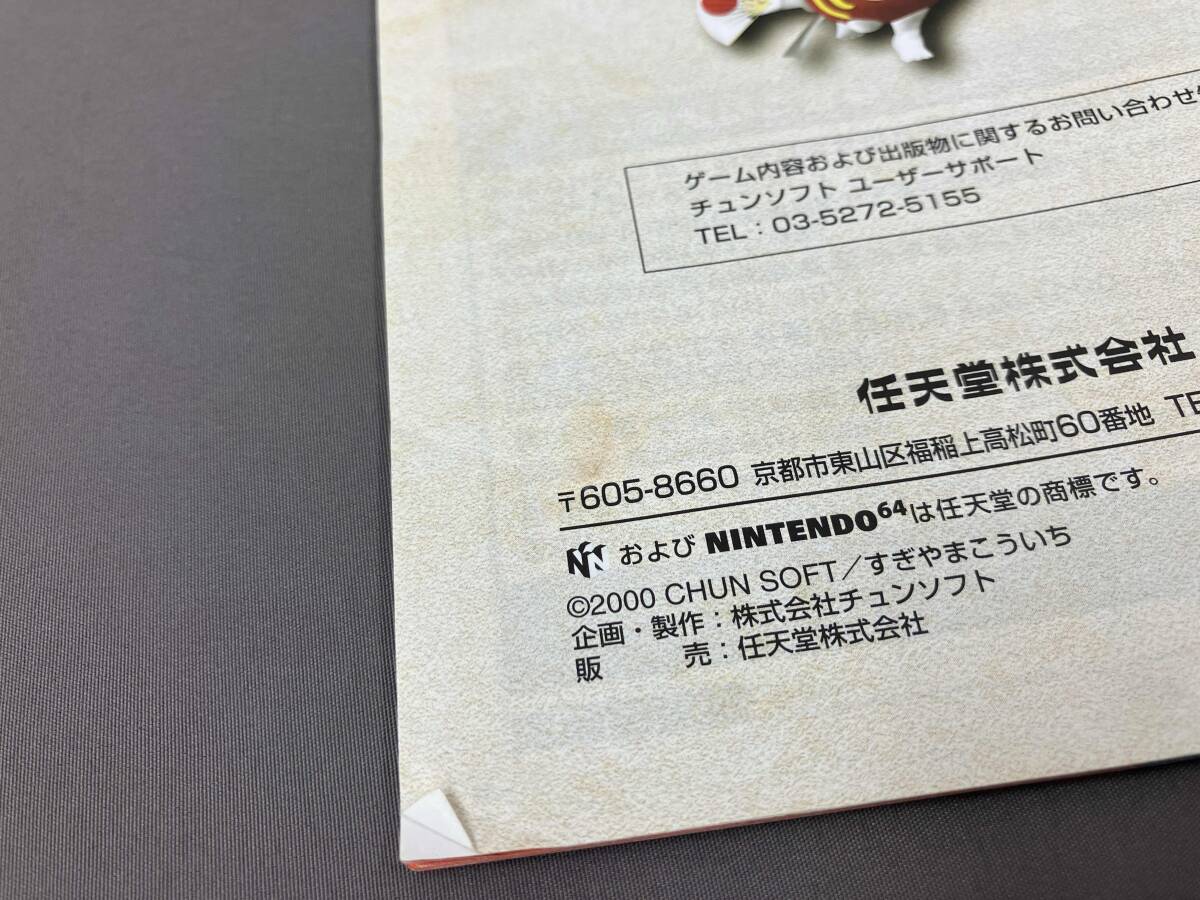 ゲーム内容および出版物に関するお問い合わせ
チュンソフト ユーザーサポート
TEL：03-5272-5155
任天堂株式会社
〒605-8660 京都市東山区福稲上高松町60番地 TE
および NINTENDO64は任天堂の商標です。
©2000 CHUN SOFT／すぎやまこういち
企画・製作：株式会社チュンソフト
販 売：任天堂株式会社